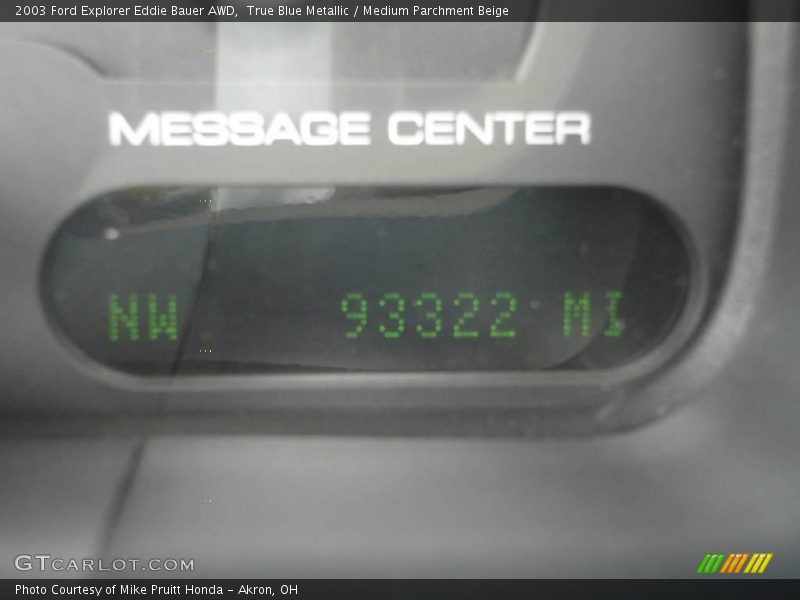 2003 Ford Explorer Eddie Bauer AWD,  True Blue Metallic / Medium Parchment Beige
MESSAGE CENTER
NW 93322 MI
GTCARLOT.COM
Photo Courtesy of Mike Pruitt Honda - Akron, OH